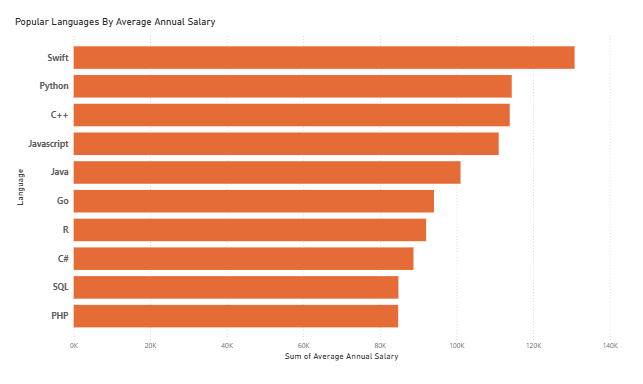 Popular Languages By Average Annual Salary
Swift
Python
C++
Javascript
Java
Go
R
C#
SQL
PHP
Language
0K 20K 40K 60K 80K 100K 120K 140K
Sum of Average Annual Salary